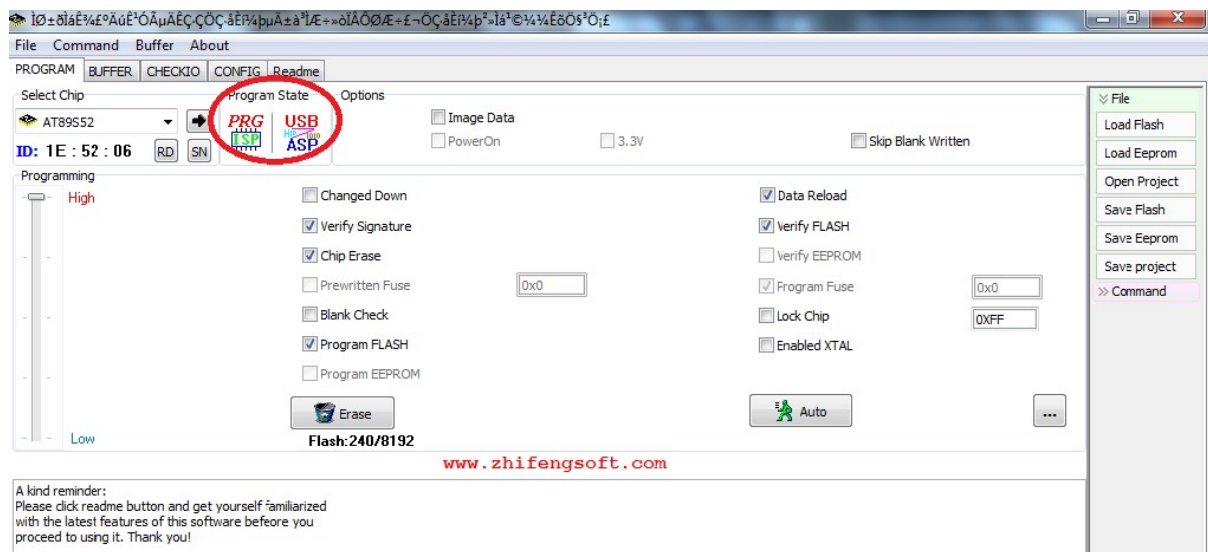 File Command Buffer About
PROGRAM BUFFER CHECKIO CONFIG Readme
Select Chip
AT89S52
ID: 1E : 52 : 06 RD SN
Program State
PRG ISP
USB ASP
Options
Image Data
PowerOn 3.3V Skip Blank Written
Programming
High
Low
Changed Down
Verify Signature
Chip Erase
Prewritten Fuse 0x0
Blank Check
Program FLASH
Program EEPROM
Erase
Flash:240/8192
Data Reload
Verify FLASH
Verify EEPROM
Program Fuse 0x0
Lock Chip 0XFF
Enabled XTAL
Auto
...
www.zhifengsoft.com
A kind reminder:
Please click readme button and get yourself familiarized
with the latest features of this software befeore you
proceed to using it. Thank you!
File
Load Flash
Load Eeprom
Open Project
Save Flash
Save Eeprom
Save project
Command